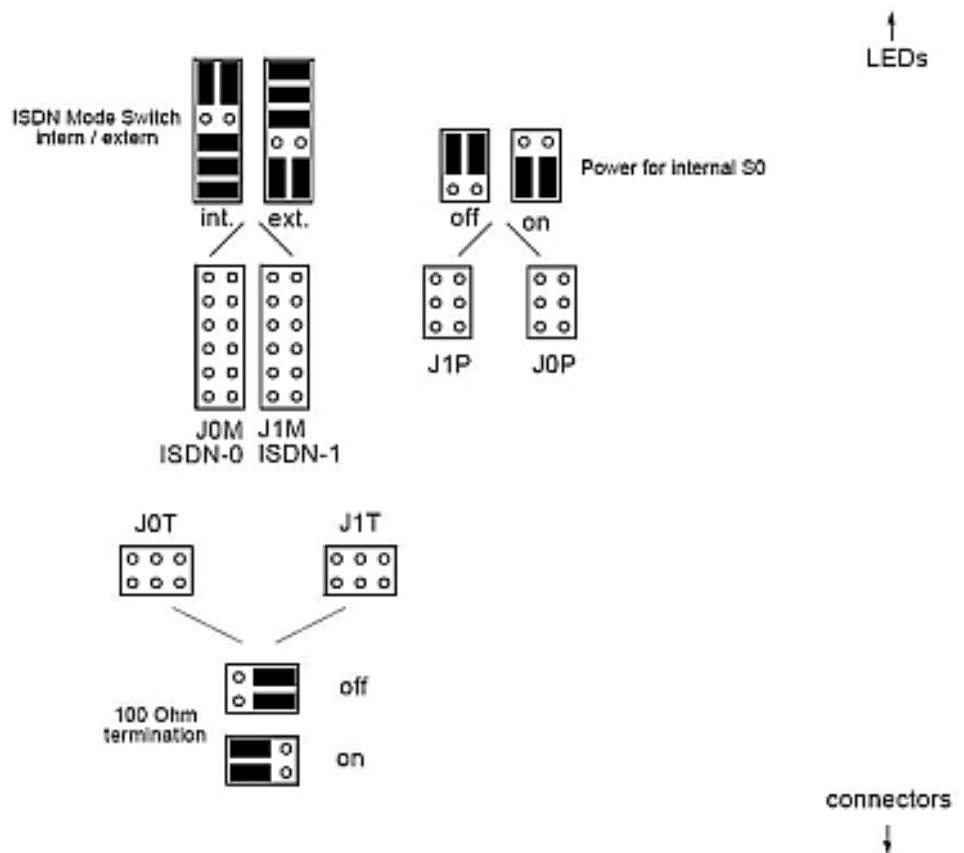 LEDs
ISDN Mode Switch
intern / extern
Power for internal S0
int.
ext.
off
on
J1P
J0P
J0M
J1M
ISDN-0
ISDN-1
J0T
J1T
off
100 Ohm
termination
on
connectors